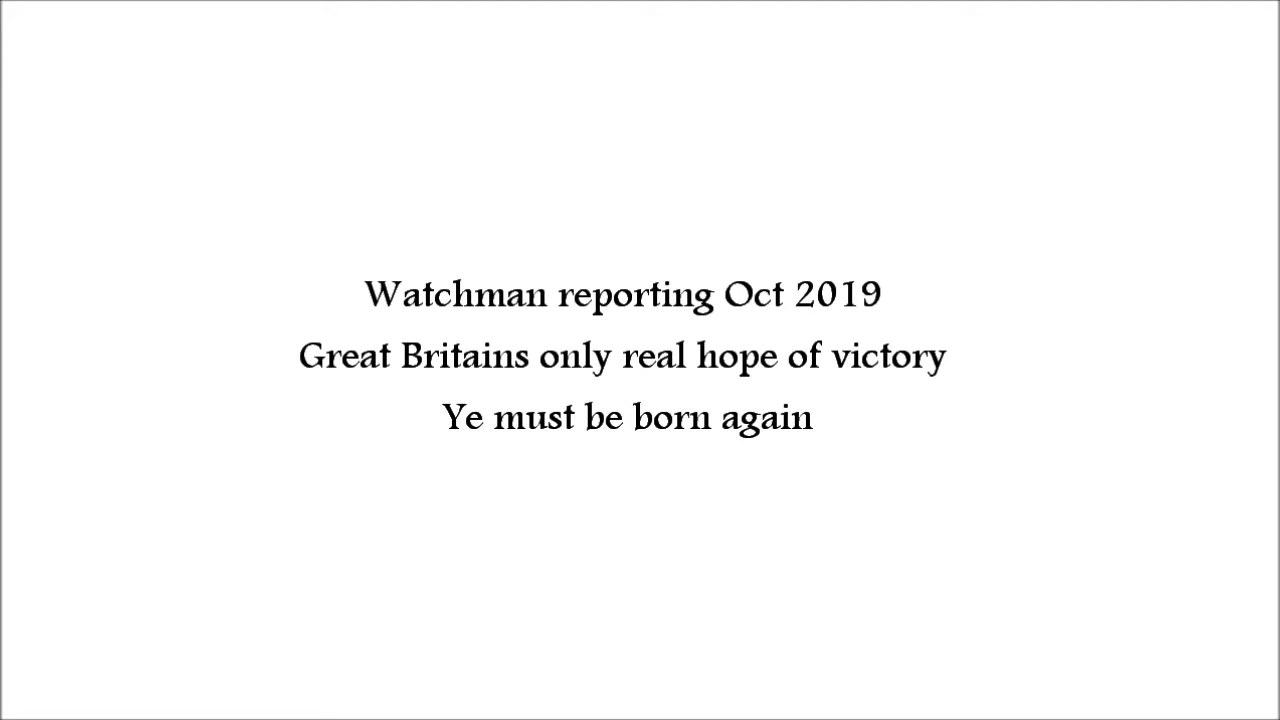 Watchman reporting Oct 2019
Great Britains only real hope of victory
Ye must be born again